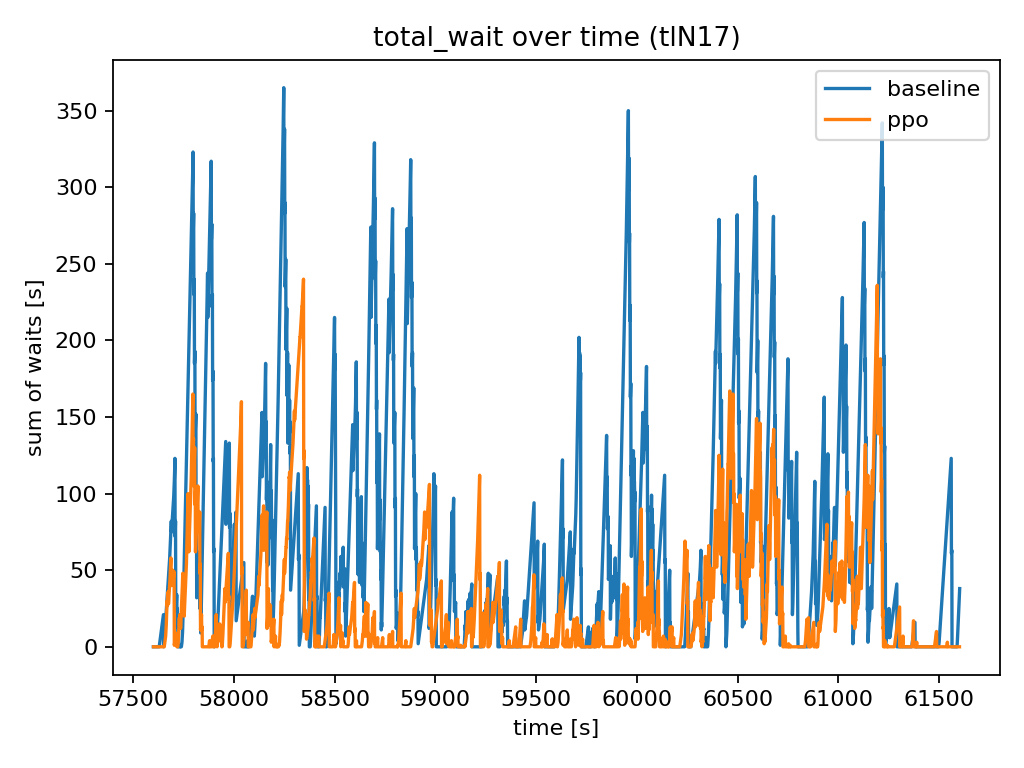 total_wait over time (tlN17)
baseline
ppo
sum of waits [s]
350
300
250
200
150
100
50
0
57500 58000 58500 59000 59500 60000 60500 61000 61500
time [s]